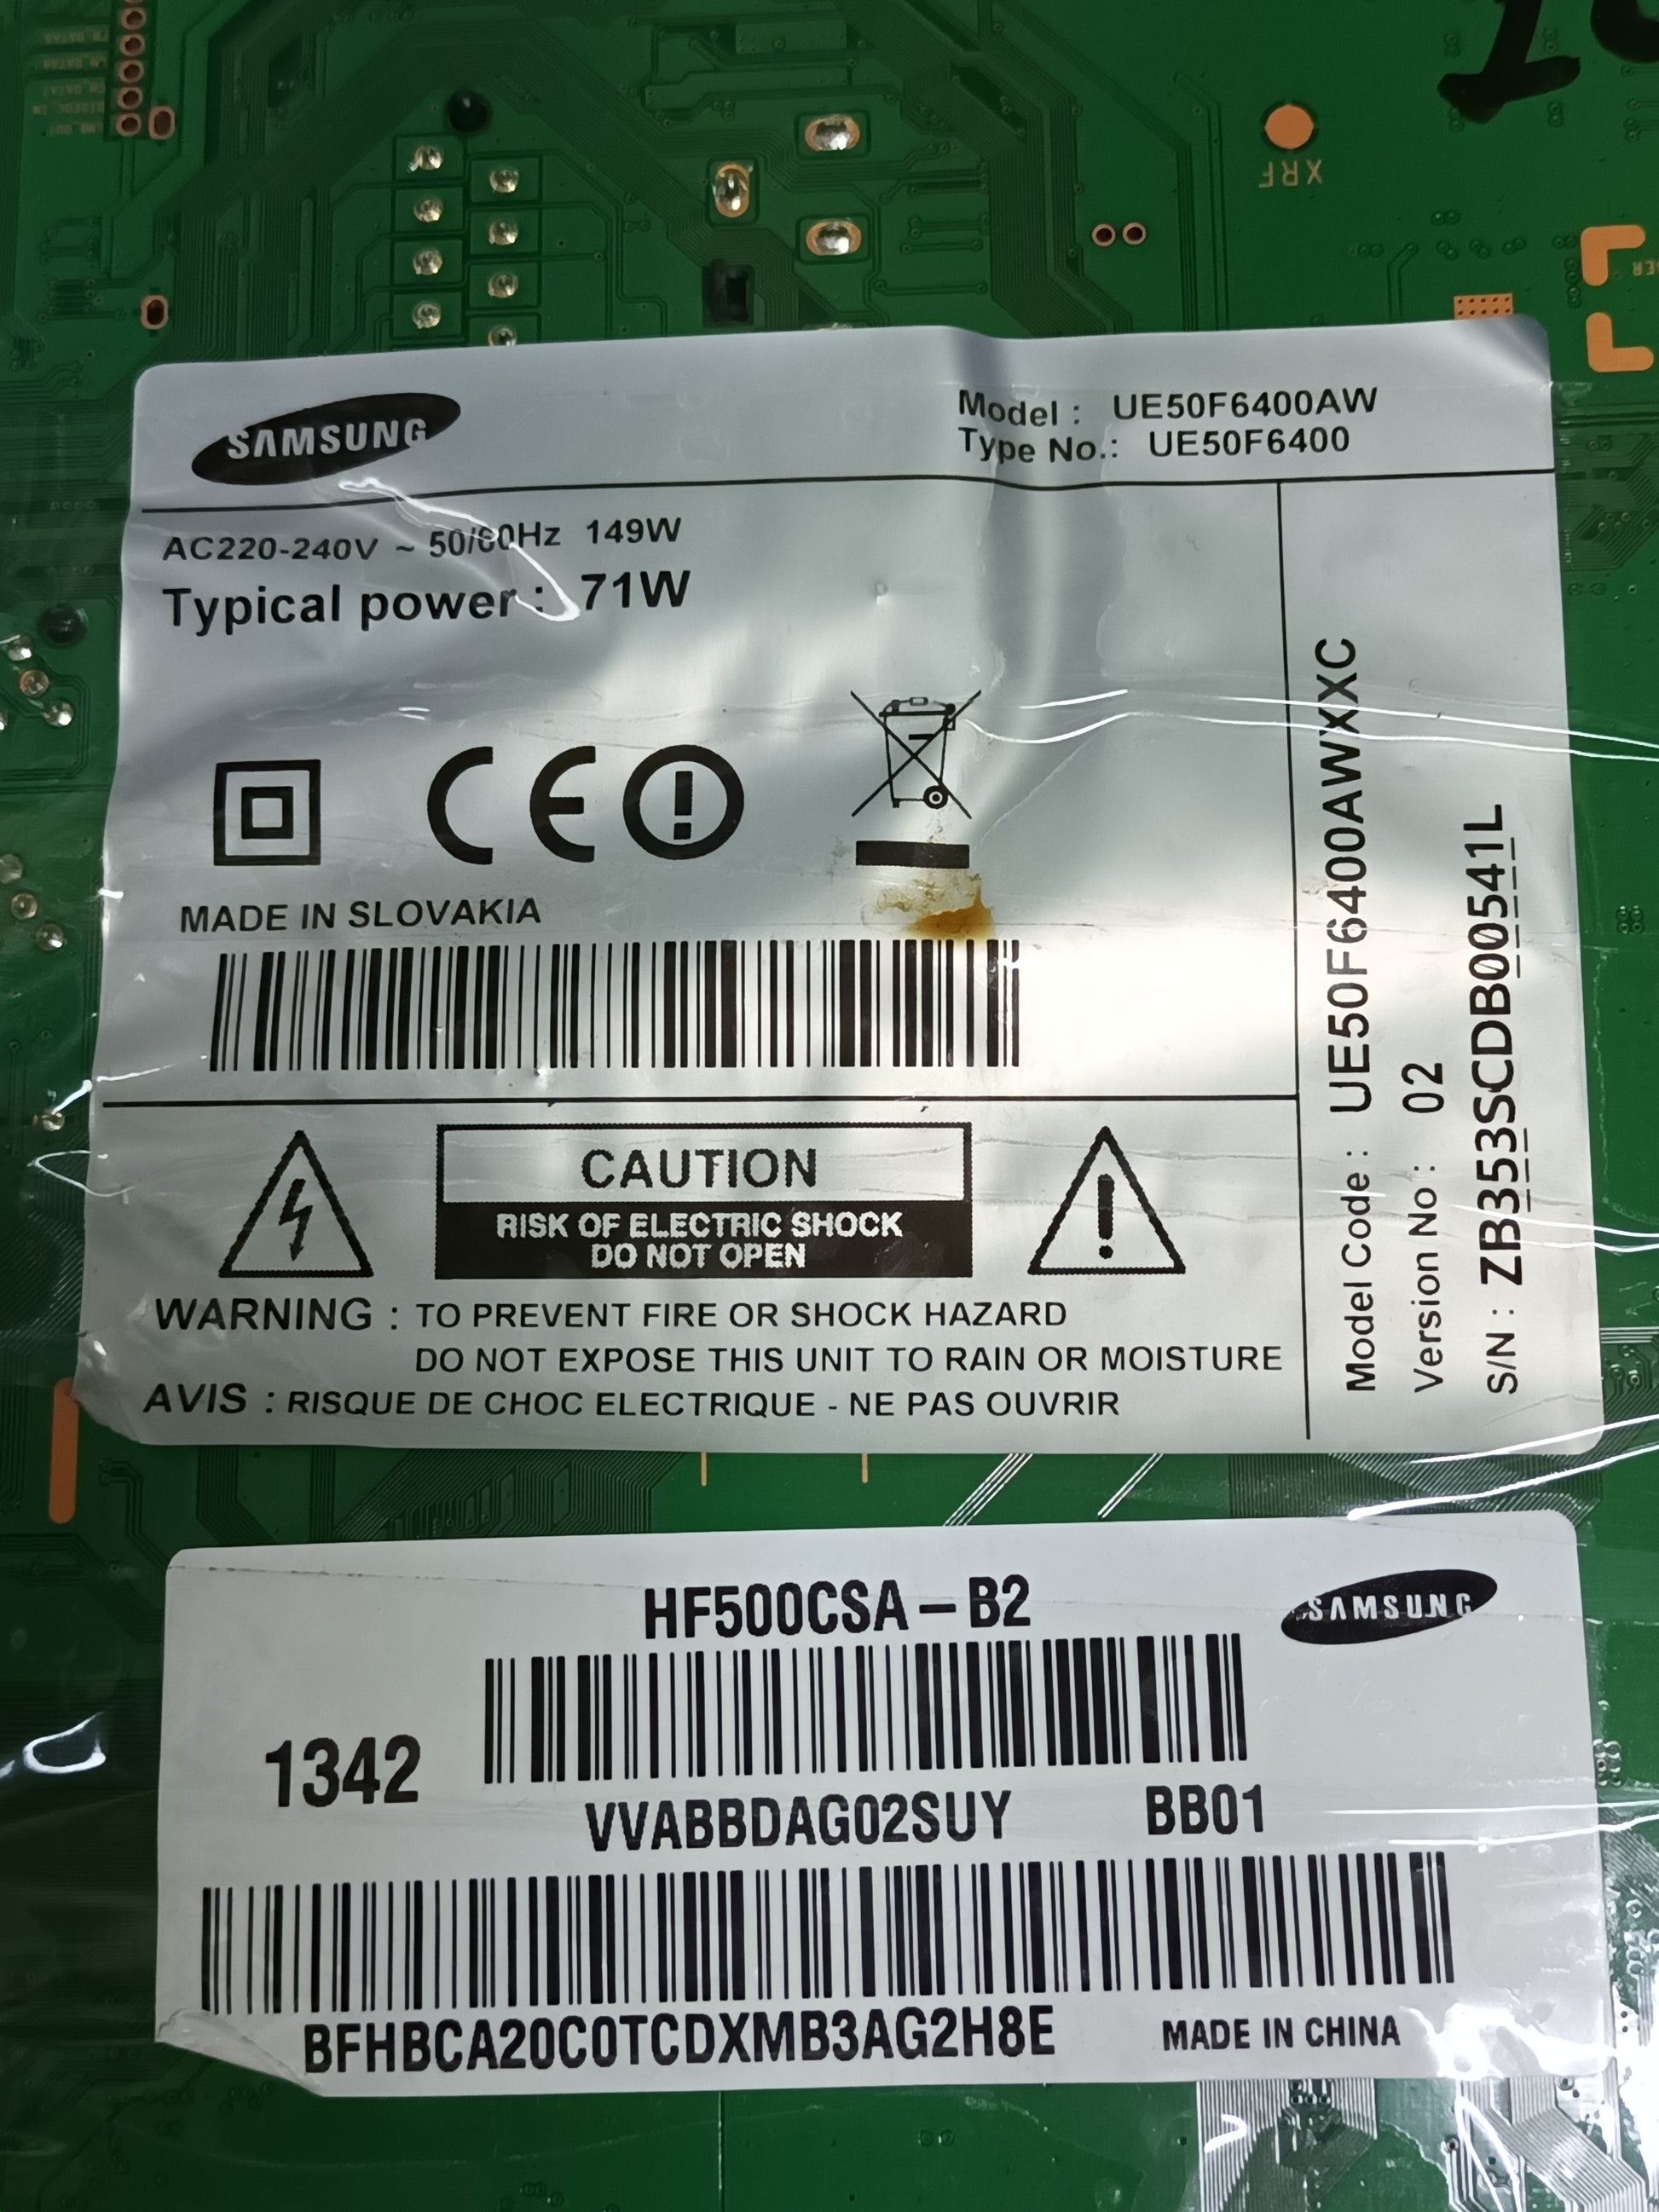 XRF
SAMSUNG
Model : UE50F6400AW
Type No.: UE50F6400
AC220-240V ~ 50/60Hz 149W
Typical power : 71W
CE
MADE IN SLOVAKIA
CAUTION
RISK OF ELECTRIC SHOCK
DO NOT OPEN
WARNING : TO PREVENT FIRE OR SHOCK HAZARD
DO NOT EXPOSE THIS UNIT TO RAIN OR MOISTURE
AVIS : RISQUE DE CHOC ELECTRIQUE - NE PAS OUVRIR
Model Code : UE50F6400AWXXC
Version No : 02
S/N : ZB353SCDB00541L
HF500CSA-B2
SAMSUNG
1342
VVABBDAG02SUY BB01
BFHBCA20C0TCDXMB3AG2H8E MADE IN CHINA